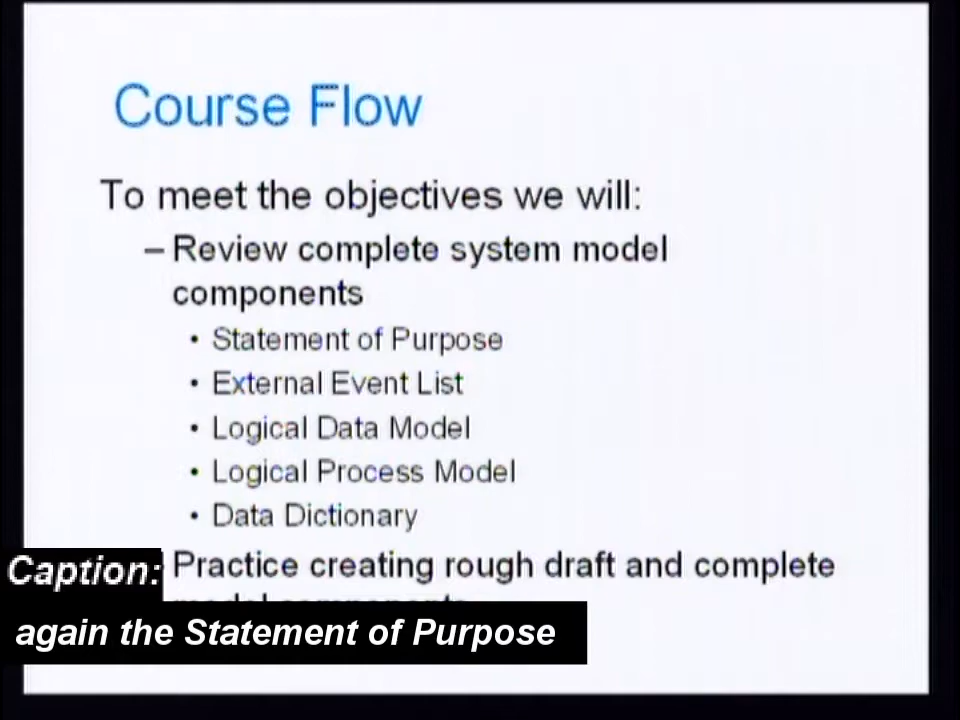 Course Flow
To meet the objectives we will:
– Review complete system model
components
• Statement of Purpose
• External Event List
• Logical Data Model
• Logical Process Model
• Data Dictionary
Caption: Practice creating rough draft and complete
model components
again the Statement of Purpose